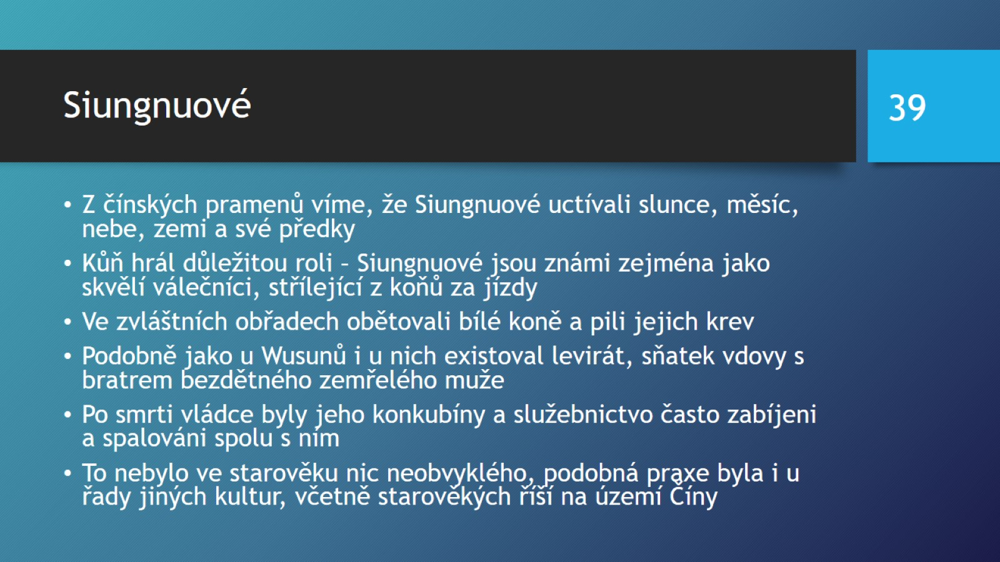 Siungnuové
39
• Z čínských pramenů víme, že Siungnuové uctívali slunce, měsíc,
nebe, zemi a své předky
• Kůň hrál důležitou roli – Siungnuové jsou známi zejména jako
skvělí válečníci, střílející z koňů za jízdy
• Ve zvláštních obřadech obětovali bílé koně a pili jejich krev
• Podobně jako u Wusunů i u nich existoval levirát, sňatek vdovy s
bratrem bezdětného zemřelého muže
• Po smrti vládce byly jeho konkubíny a služebnictvo často zabíjeni
a spalováni spolu s ním
• To nebylo ve starověku nic neobvyklého, podobná praxe byla i u
řady jiných kultur, včetně starověkých říší na území Číny